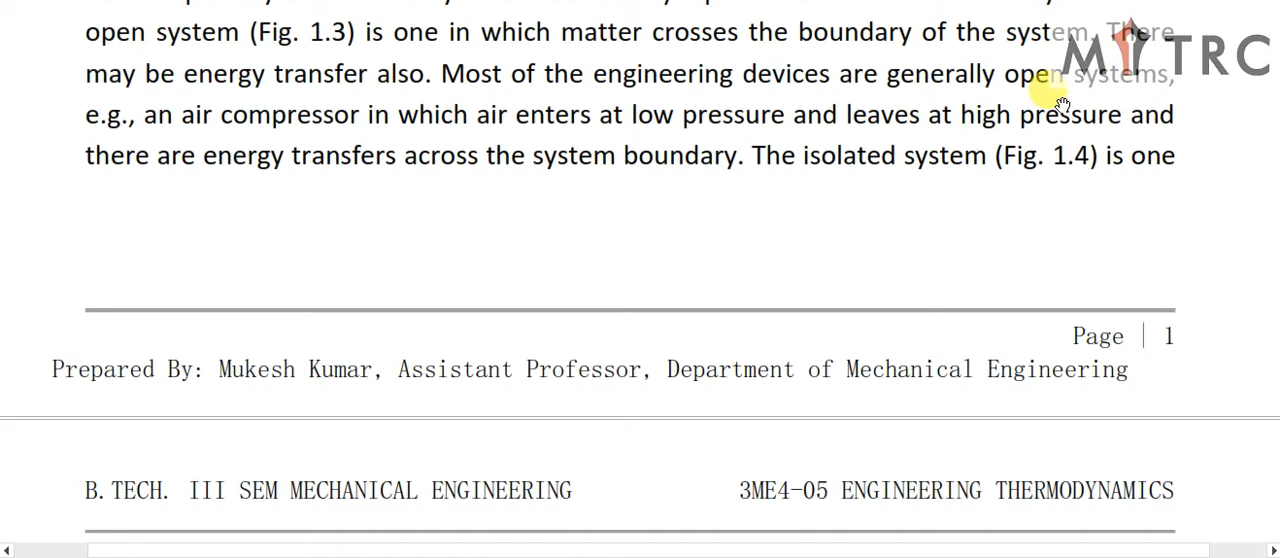 open system (Fig. 1.3) is one in which matter crosses the boundary of the system. There
may be energy transfer also. Most of the engineering devices are generally open systems,
e.g., an air compressor in which air enters at low pressure and leaves at high pressure and
there are energy transfers across the system boundary. The isolated system (Fig. 1.4) is one
MTRC
Page | 1
Prepared By: Mukesh Kumar, Assistant Professor, Department of Mechanical Engineering
B.TECH. III SEM MECHANICAL ENGINEERING 3ME4-05 ENGINEERING THERMODYNAMICS